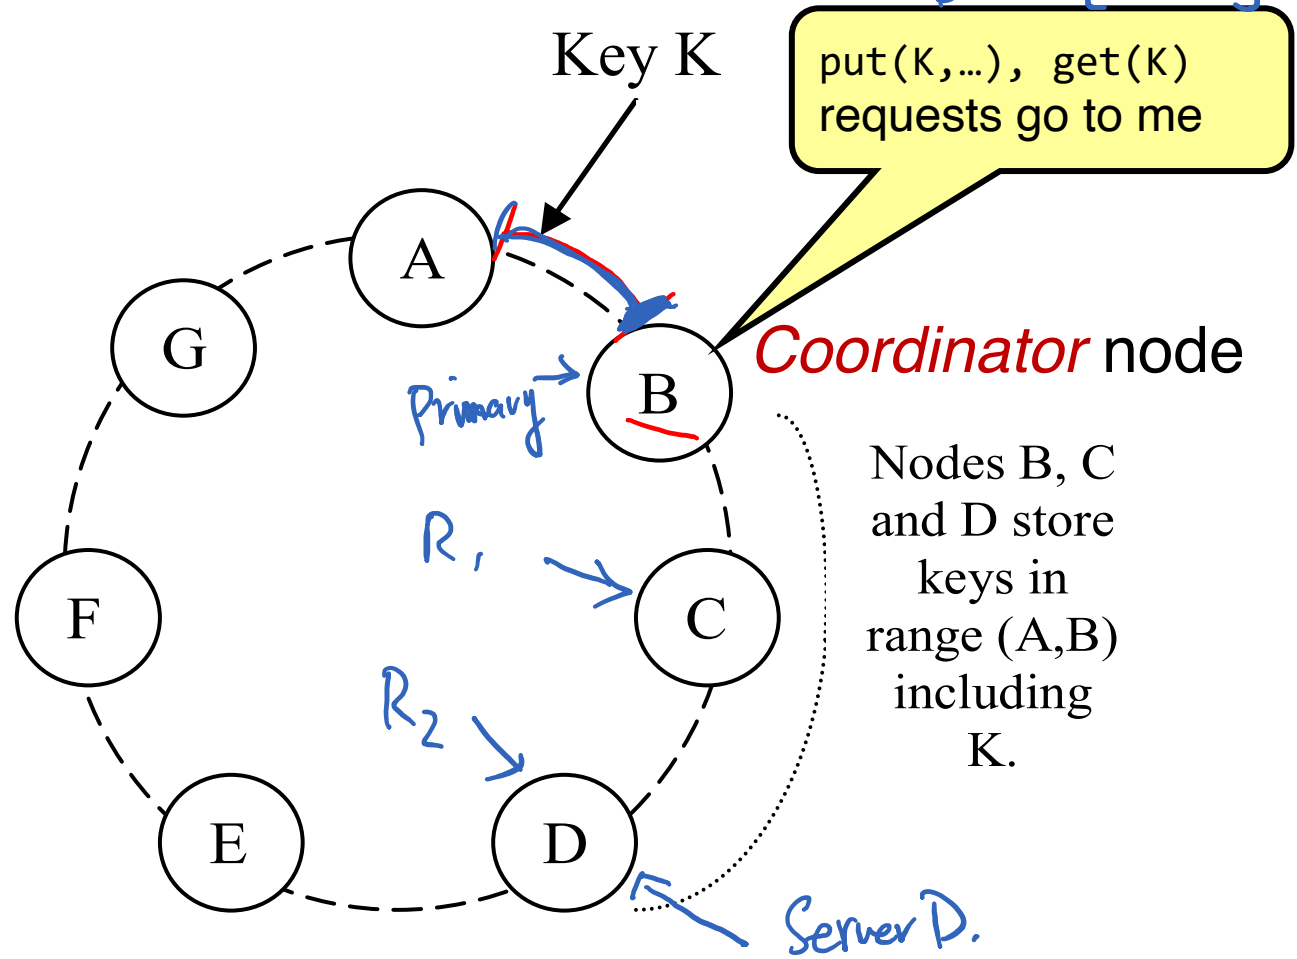 Key K
put(K,…), get(K)
requests go to me
A
G
B
Coordinator node
Primary
Nodes B, C
and D store
keys in
range (A,B)
including
K.
R1
F
C
R2
E
D
Server D.